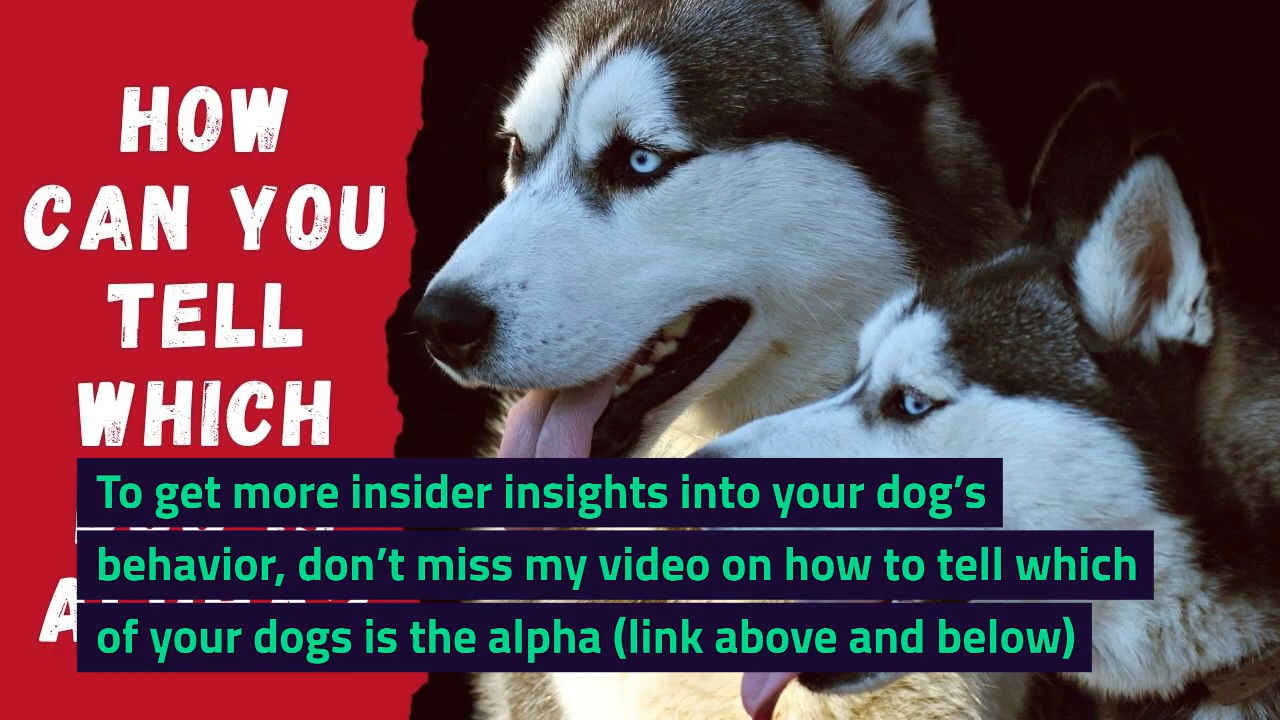 HOW
CAN YOU
TELL
WHICH
To get more insider insights into your dog’s
behavior, don’t miss my video on how to tell which
of your dogs is the alpha (link above and below)